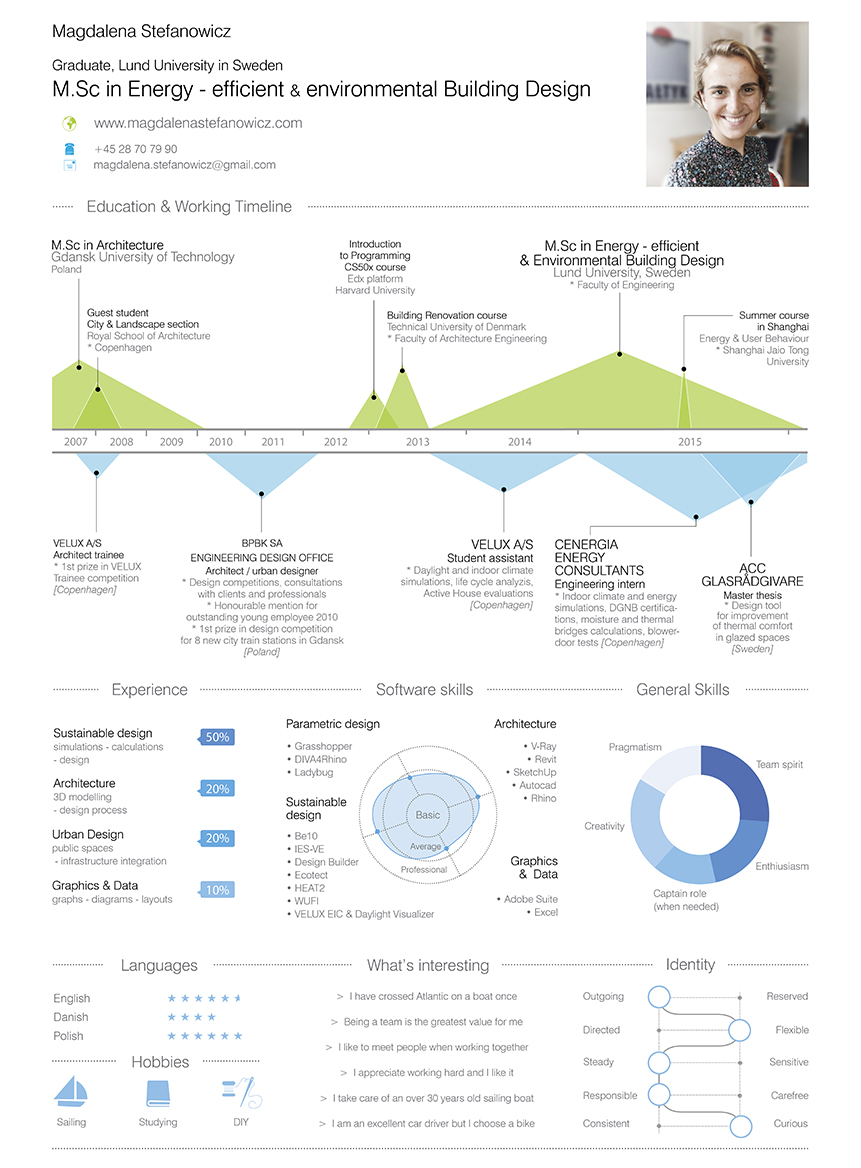 Magdalena Stefanowicz
Graduate, Lund University in Sweden
M.Sc in Energy - efficient & environmental Building Design
www.magdalenastefanowicz.com
+45 28 70 79 90
magdalena.stefanowicz@gmail.com
ALTYK
Education & Working Timeline
M.Sc in Architecture
Gdansk University of Technology
Poland
Guest student
City & Landscape section
Royal School of Architecture
* Copenhagen
Introduction
to Programming
CS50x course
Edx platform
Harvard University
Building Renovation course
Technical University of Denmark
* Faculty of Architecture Engineering
M.Sc in Energy - efficient
& Environmental Building Design
Lund University, Sweden
* Faculty of Engineering
Summer course
in Shanghai
Energy & User Behaviour
* Shanghai Jaio Tong
University
2007 2008 2009 2010 2011 2012 2013 2014 2015
VELUX A/S
Architect trainee
* 1st prize in VELUX
Trainee competition
[Copenhagen]
BPBK SA
ENGINEERING DESIGN OFFICE
Architect / urban designer
* Design competitions, consultations
with clients and professionals
* Honourable mention for
outstanding young employee 2010
* 1st prize in design competition
for 8 new city train stations in Gdansk
[Poland]
VELUX A/S
Student assistant
* Daylight and indoor climate
simulations, life cycle analyzis,
Active House evaluations
[Copenhagen]
CENERGIA
ENERGY
CONSULTANTS
Engineering intern
* Indoor climate and energy
simulations, DGNB certifica-
tions, moisture and thermal
bridges calculations, blower-
door tests [Copenhagen]
ACC
GLASRÅDGIVARE
Master thesis
* Design tool
for improvement
of thermal comfort
in glazed spaces
[Sweden]
Experience
Sustainable design
simulations - calculations
- design
50%
Architecture
3D modelling
- design process
20%
Urban Design
public spaces
- infrastructure integration
20%
Graphics & Data
graphs - diagrams - layouts
10%
Software skills
Parametric design
• Grasshopper
• DIVA4Rhino
• Ladybug
Sustainable
design
• Be10
• IES-VE
• Design Builder
• Ecotect
• HEAT2
• WUFI
• VELUX EIC & Daylight Visualizer
Basic
Average
Professional
Architecture
• V-Ray
• Revit
• SketchUp
• Autocad
• Rhino
Graphics
& Data
• Adobe Suite
• Excel
General Skills
Pragmatism
Team spirit
Creativity
Enthiusiasm
Captain role
(when needed)
Languages
English
Danish
Polish
Hobbies
Sailing
Studying
DIY
What's interesting
> I have crossed Atlantic on a boat once
> Being a team is the greatest value for me
> I like to meet people when working together
> I appreciate working hard and I like it
> I take care of an over 30 years old sailing boat
> I am an excellent car driver but I choose a bike
Identity
Outgoing Reserved
Directed Flexible
Steady Sensitive
Responsible Carefree
Consistent Curious